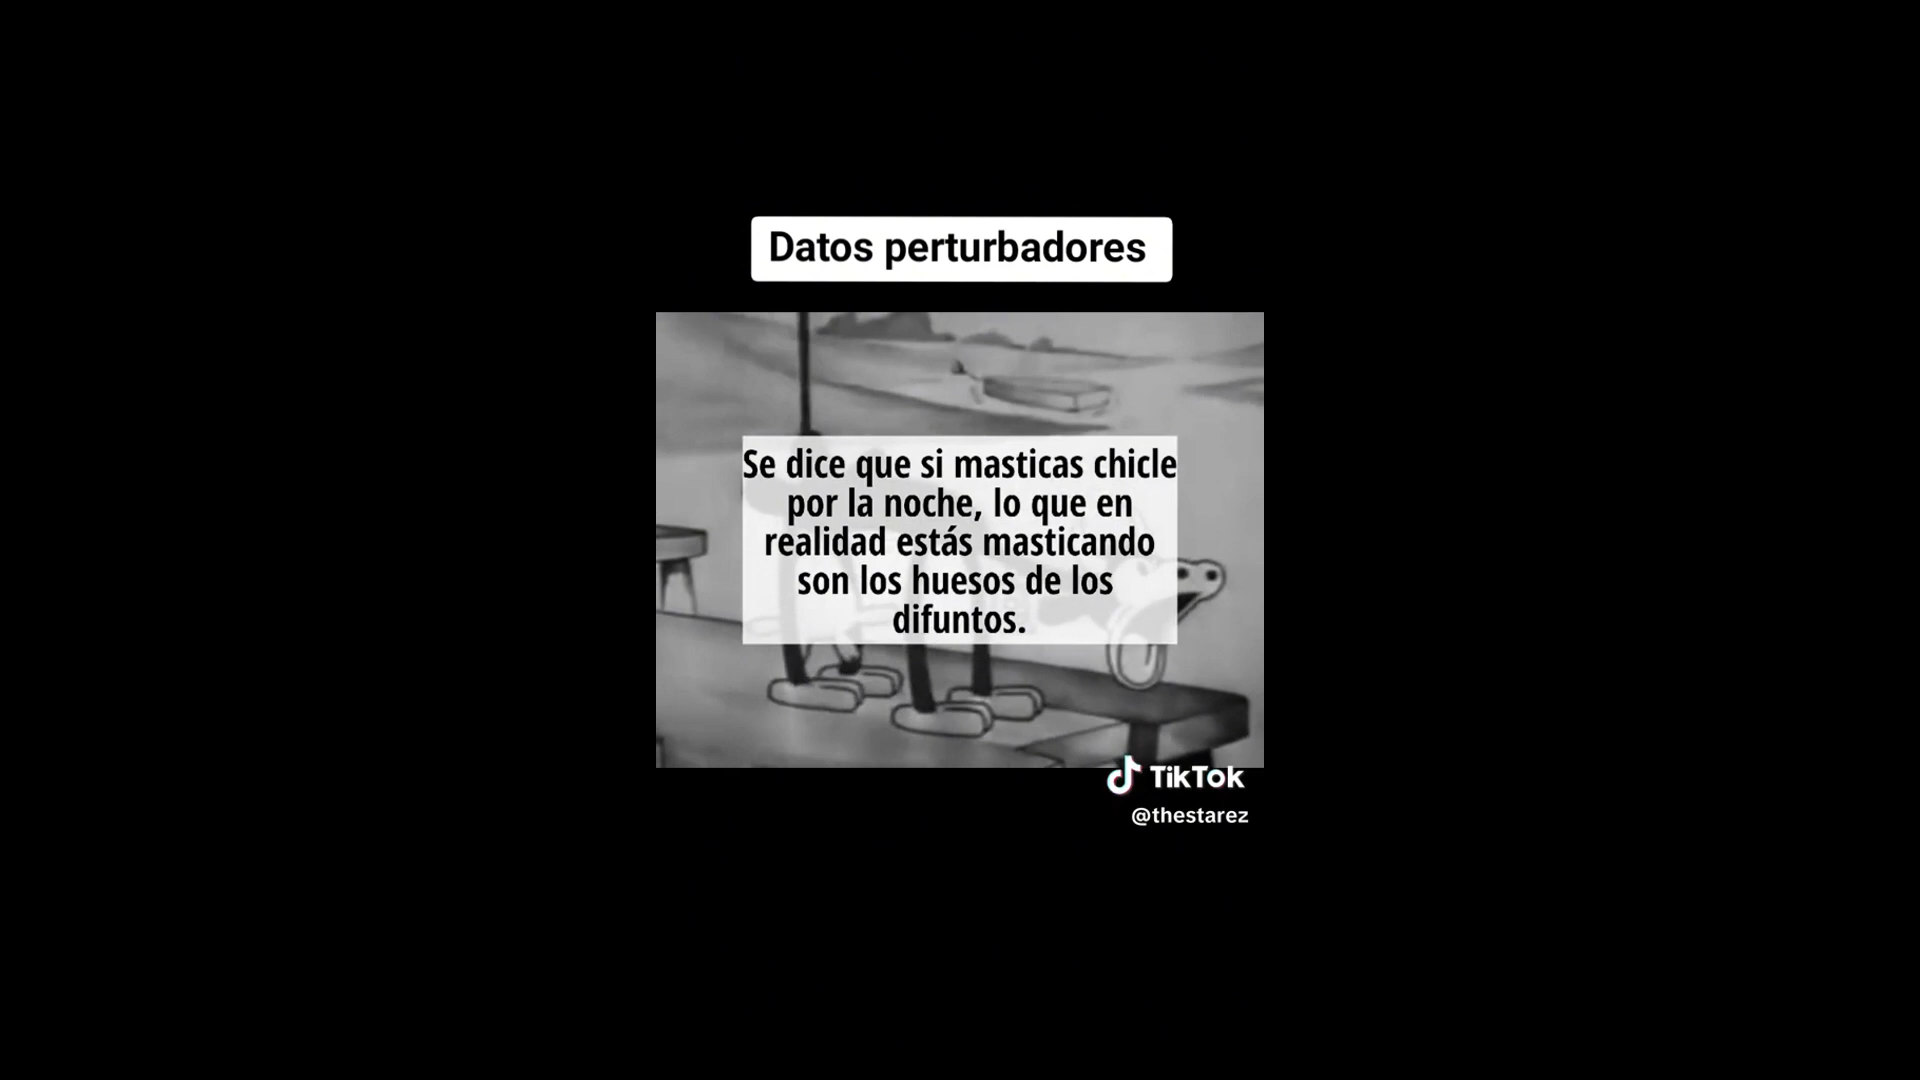 Datos perturbadores
Se dice que si masticas chicle
por la noche, lo que en
realidad estás masticando
son los huesos de los
difuntos.
TikTok
@thestarez